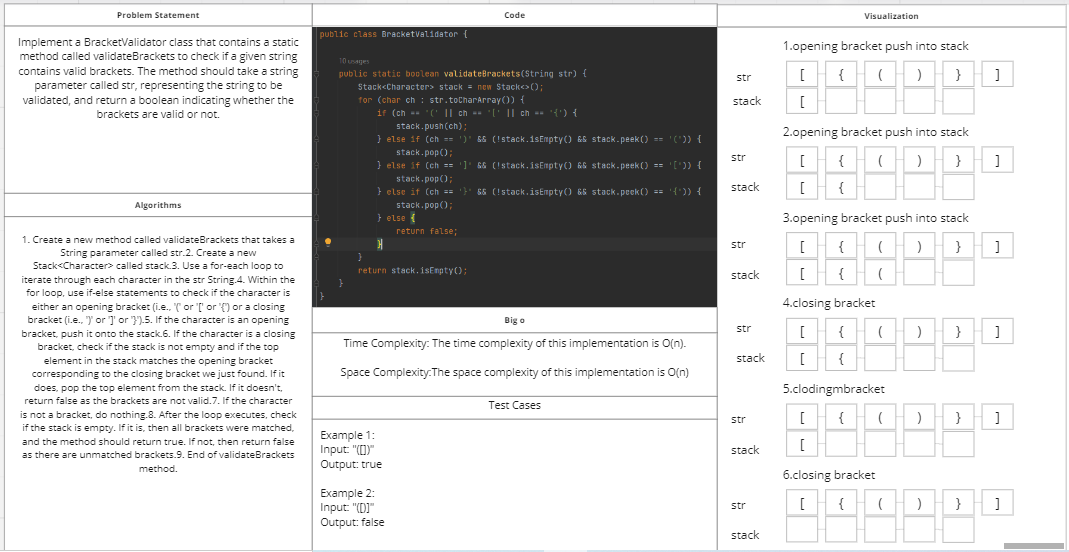 Problem Statement
Implement a BracketValidator class that contains a static
method called validateBrackets to check if a given string
contains valid brackets. The method should take a string
parameter called str, representing the string to be
validated, and return a boolean indicating whether the
brackets are valid or not.
Algorithms
1. Create a new method called validateBrackets that takes a
String parameter called str.2. Create a new
Stack<Character> called stack.3. Use a for-each loop to
iterate through each character in the str String.4. Within the
for loop, use if-else statements to check if the character is
either an opening bracket (i.e., '(' or '[' or '{') or a closing
bracket (i.e., ')' or ']' or '}').5. If the character is an opening
bracket, push it onto the stack.6. If the character is a closing
bracket, check if the stack is not empty and if the top
element in the stack matches the opening bracket
corresponding to the closing bracket we just found. If it
does, pop the top element from the stack. If it doesn't,
return false as the brackets are not valid.7. If the character
is not a bracket, do nothing.8. After the loop executes, check
if the stack is empty. If it is, then all brackets were matched,
and the method should return true. If not, then return false
as there are unmatched brackets.9. End of validateBrackets
method.
Code
public class BracketValidator {
10 usages
public static boolean validateBrackets(String str) {
Stack<Character> stack = new Stack<>();
for (char ch : str.toCharArray()) {
if (ch == '(' || ch == '[' || ch == '{') {
stack.push(ch);
} else if (ch == ')' && (!stack.isEmpty() && stack.peek() == '(')) {
stack.pop();
} else if (ch == ']' && (!stack.isEmpty() && stack.peek() == '[')) {
stack.pop();
} else if (ch == '}' && (!stack.isEmpty() && stack.peek() == '{')) {
stack.pop();
} else {
return false;
}
}
return stack.isEmpty();
}
}
Big o
Time Complexity: The time complexity of this implementation is O(n).
Space Complexity:The space complexity of this implementation is O(n)
Test Cases
Example 1:
Input: "([])"
Output: true
Example 2:
Input: "([)]"
Output: false
Visualization
1.opening bracket push into stack
str [ { ( ) } ]
stack [
2.opening bracket push into stack
str [ { ( ) } ]
stack [ {
3.opening bracket push into stack
str [ { ( ) } ]
stack [ { (
4.closing bracket
str [ { ( ) } ]
stack [ {
5.clodingmbracket
str [ { ( ) } ]
stack [
6.closing bracket
str [ { ( ) } ]
stack